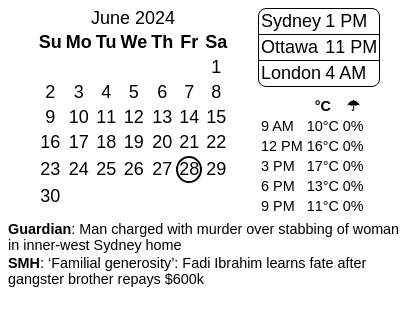 June 2024
Su Mo Tu We Th Fr Sa
1
2 3 4 5 6 7 8
9 10 11 12 13 14 15
16 17 18 19 20 21 22
23 24 25 26 27 28 29
30
Sydney 1 PM
Ottawa 11 PM
London 4 AM
°C ☂
9 AM 10°C 0%
12 PM 16°C 0%
3 PM 17°C 0%
6 PM 13°C 0%
9 PM 11°C 0%
Guardian: Man charged with murder over stabbing of woman
in inner-west Sydney home
SMH: ‘Familial generosity’: Fadi Ibrahim learns fate after
gangster brother repays $600k